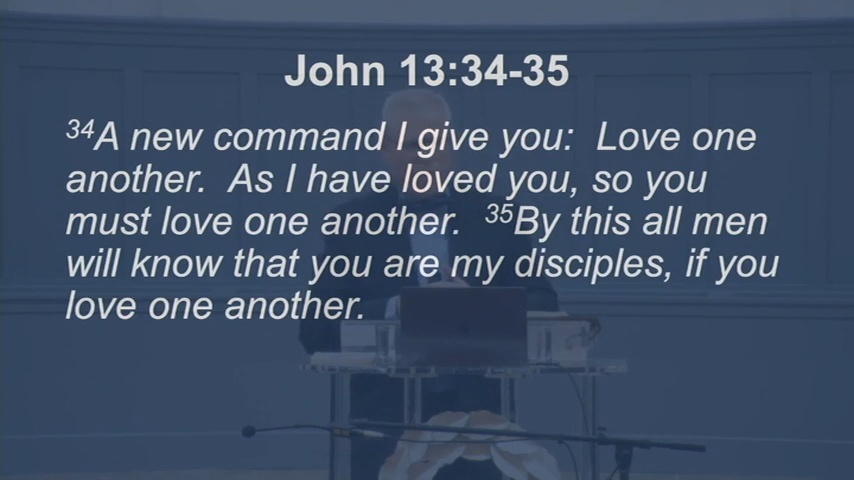 John 13:34-35
³⁴A new command I give you:  Love one
another.  As I have loved you, so you
must love one another.  ³⁵By this all men
will know that you are my disciples, if you
love one another.